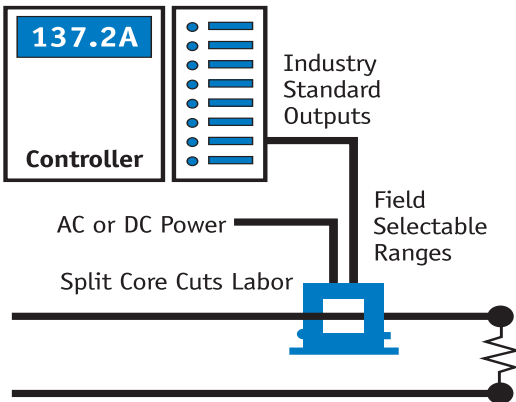 137.2A
Controller
Industry
Standard
Outputs
Field
Selectable
Ranges
AC or DC Power
Split Core Cuts Labor